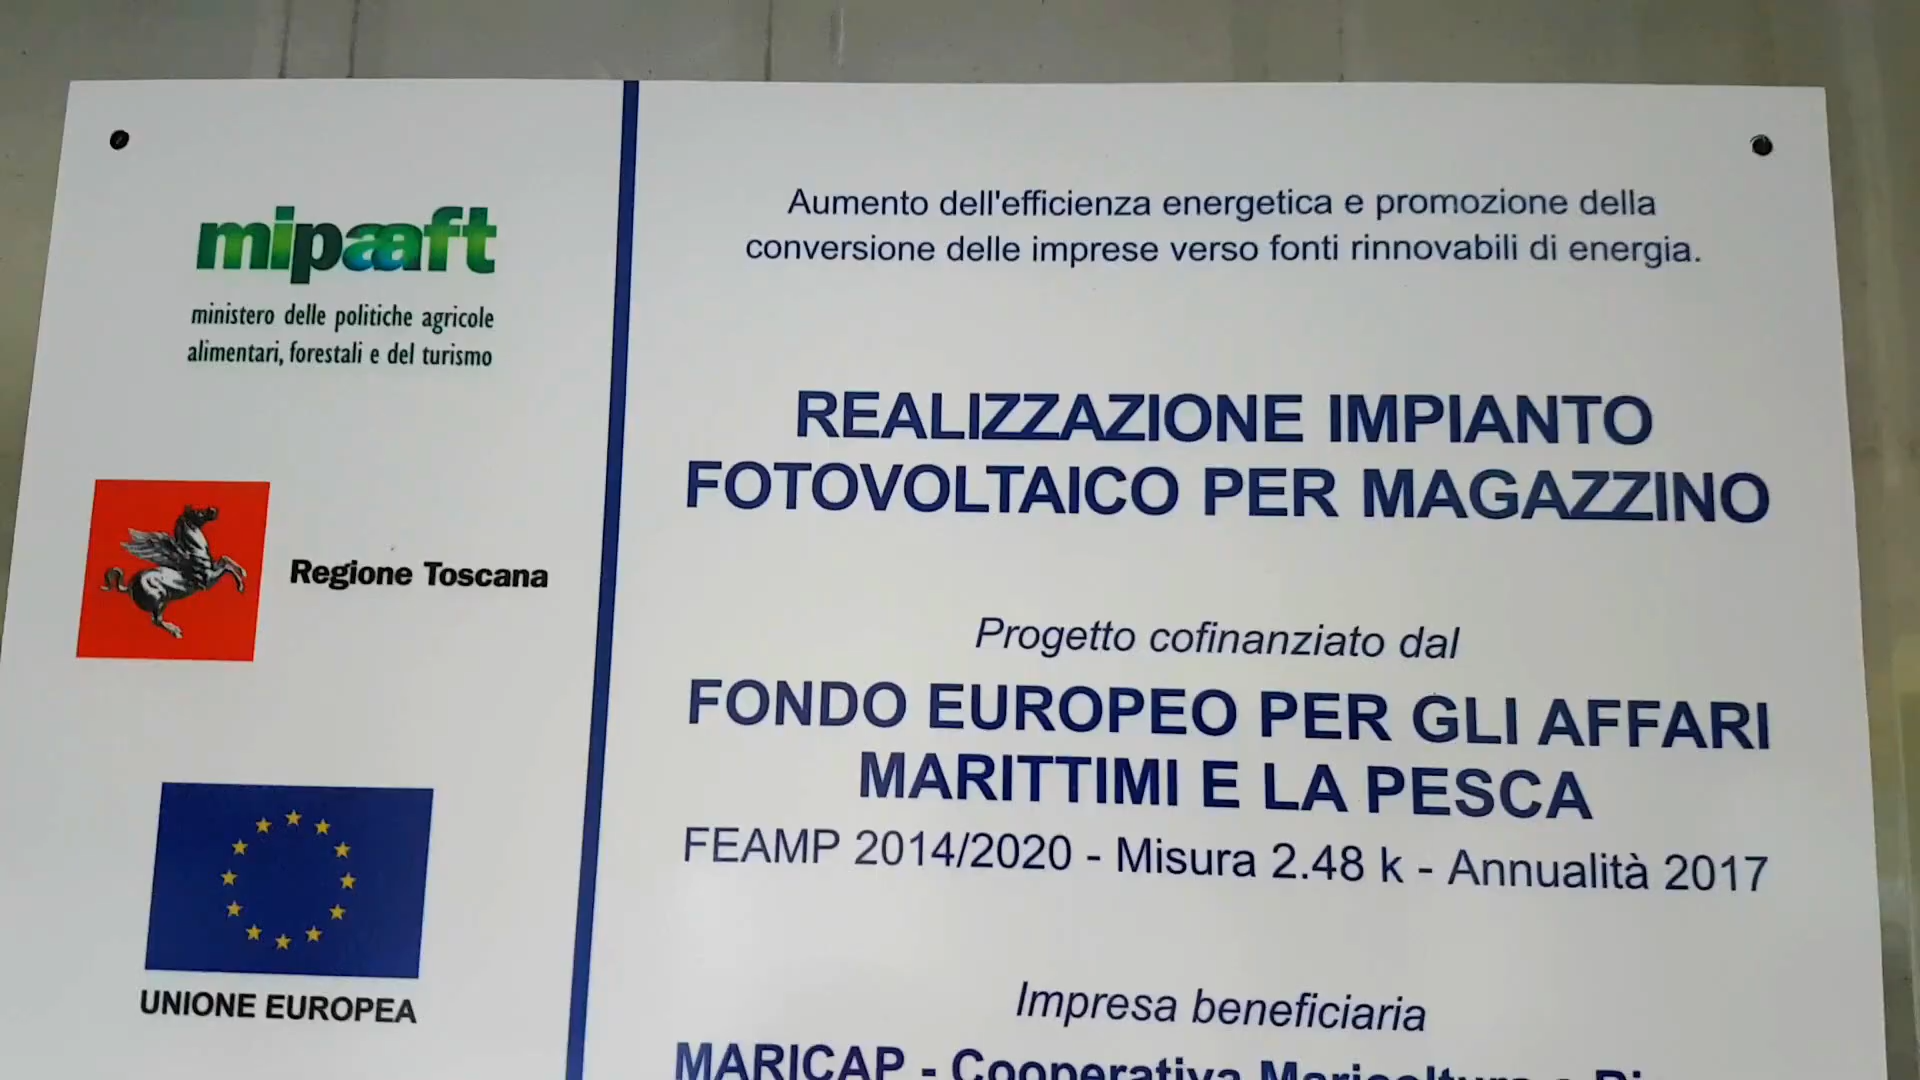 mipaaft
ministero delle politiche agricole
alimentari, forestali e del turismo
Regione Toscana
UNIONE EUROPEA
Aumento dell'efficienza energetica e promozione della
conversione delle imprese verso fonti rinnovabili di energia.
REALIZZAZIONE IMPIANTO
FOTOVOLTAICO PER MAGAZZINO
Progetto cofinanziato dal
FONDO EUROPEO PER GLI AFFARI
MARITTIMI E LA PESCA
FEAMP 2014/2020 - Misura 2.48 k - Annualità 2017
Impresa beneficiaria
MARICAP - Cooperativa Maricoltura e